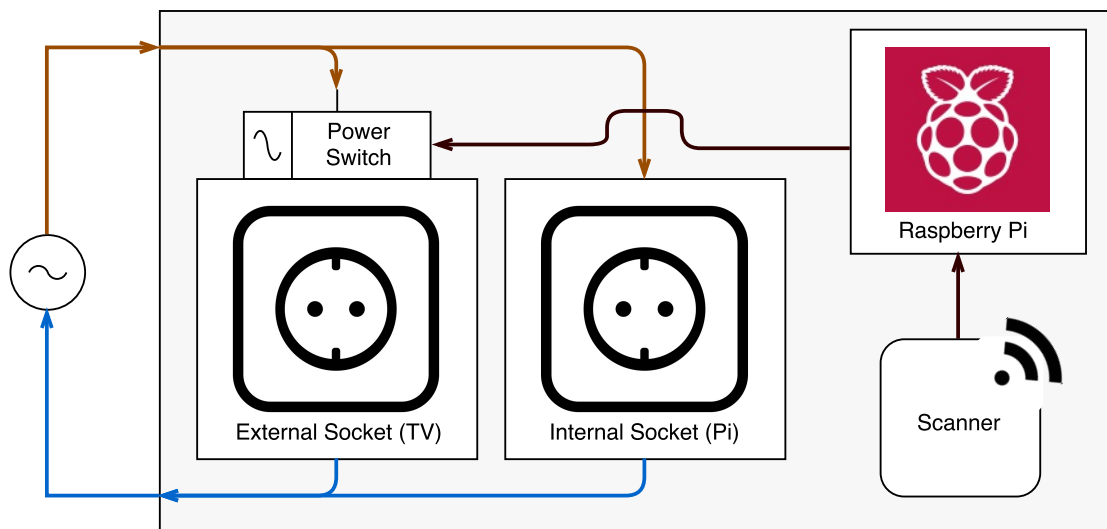 Power
Switch
Raspberry Pi
External Socket (TV)
Internal Socket (Pi)
Scanner